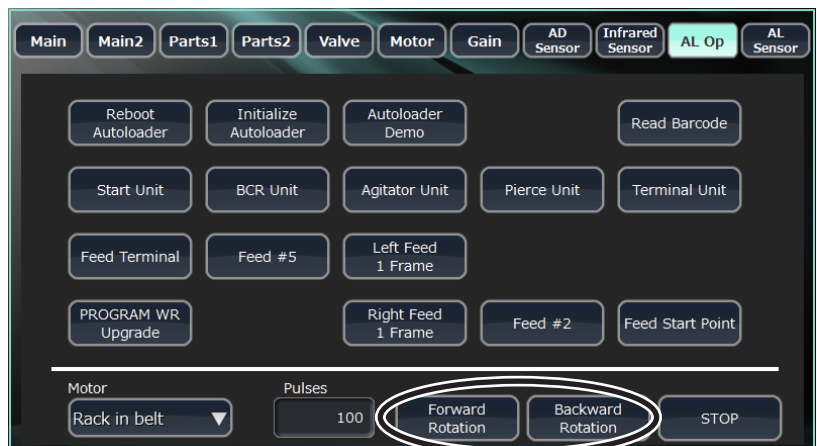 Main Main2 Parts1 Parts2 Valve Motor Gain AD Sensor Infrared Sensor AL Op AL Sensor
Reboot Autoloader Initialize Autoloader Autoloader Demo Read Barcode
Start Unit BCR Unit Agitator Unit Pierce Unit Terminal Unit
Feed Terminal Feed #5 Left Feed 1 Frame
PROGRAM WR Upgrade Right Feed 1 Frame Feed #2 Feed Start Point
Motor Pulses
Rack in belt 100 Forward Rotation Backward Rotation STOP